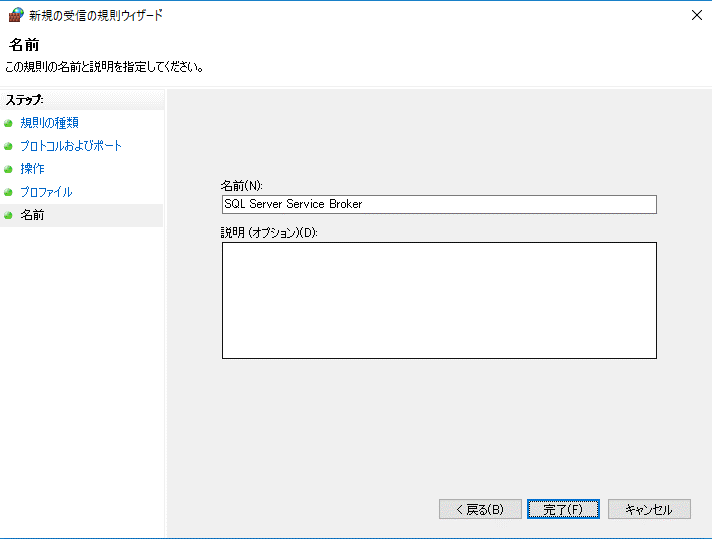 新規の受信の規則ウィザード
名前
この規則の名前と説明を指定してください。
ステップ:
規則の種類
プロトコルおよびポート
操作
プロファイル
名前
名前(N):
SQL Server Service Broker
説明 (オプション)(D):
< 戻る(B)
完了(F)
キャンセル